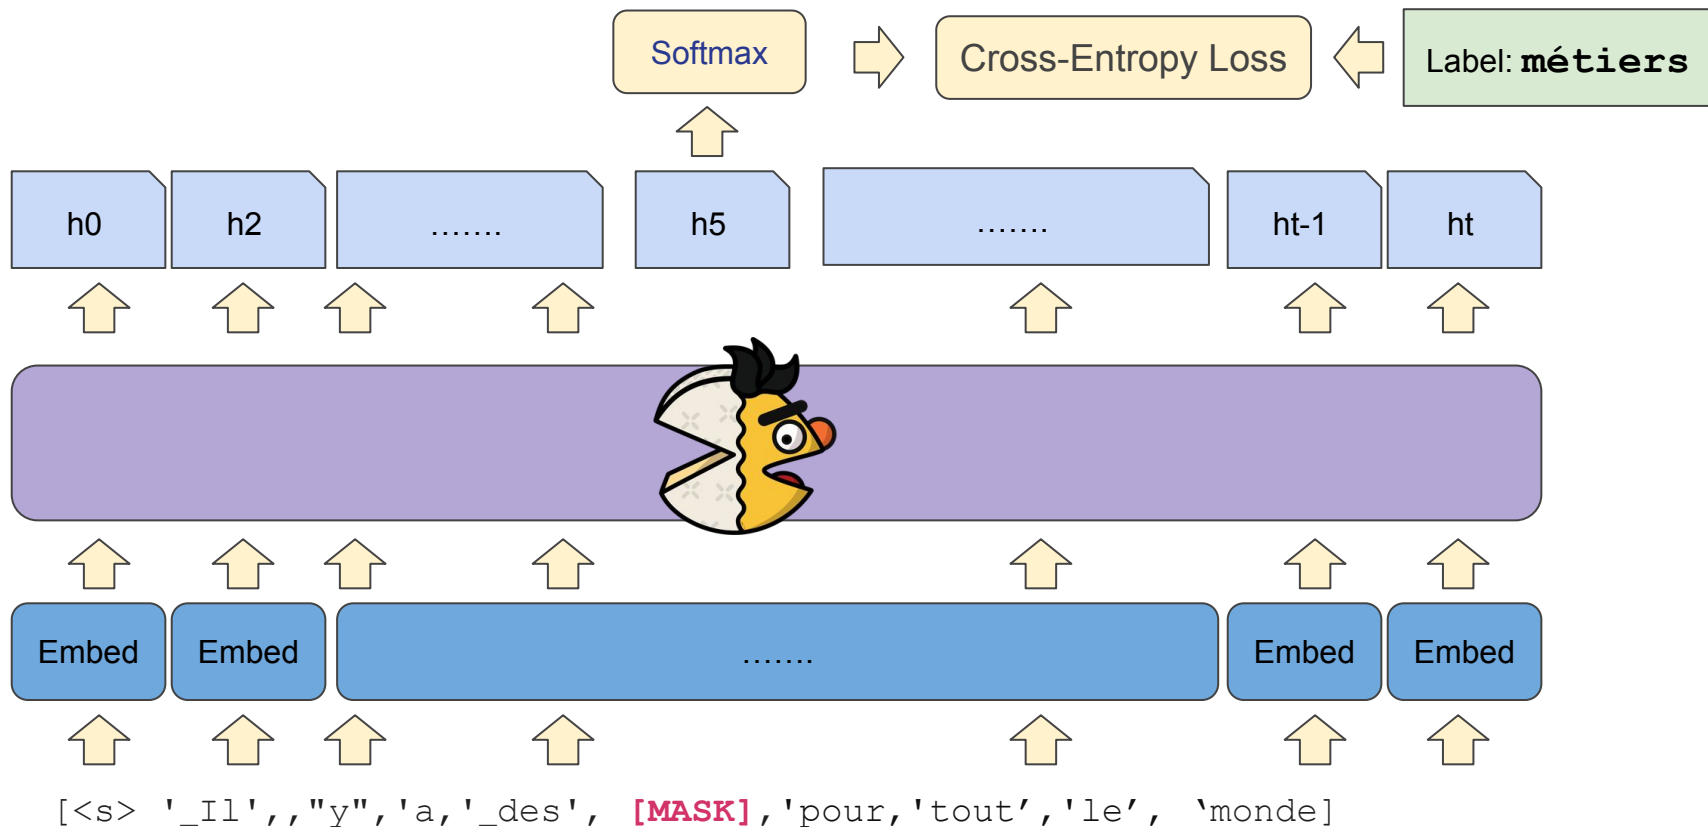 Softmax
Cross-Entropy Loss
Label: métiers
h0 h2 ....... h5 ....... ht-1 ht
Embed Embed ....... Embed Embed
[<s> '_Il',,"y",'a,'_des', [MASK],'pour,'tout’,'le’, ‘monde]